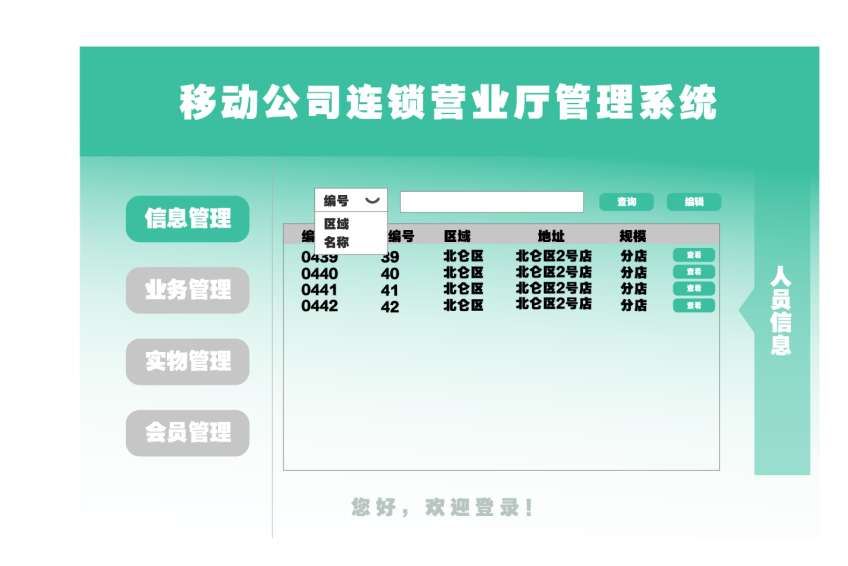 移动公司连锁营业厅管理系统
信息管理
业务管理
实物管理
会员管理
编号
区域
名称
查询
编辑
编号 区域 地址 规模
0439 39 北仑区 北仑区2号店 分店 查看
0440 40 北仑区 北仑区2号店 分店 查看
0441 41 北仑区 北仑区2号店 分店 查看
0442 42 北仑区 北仑区2号店 分店 查看
人员信息
您好，欢迎登录！